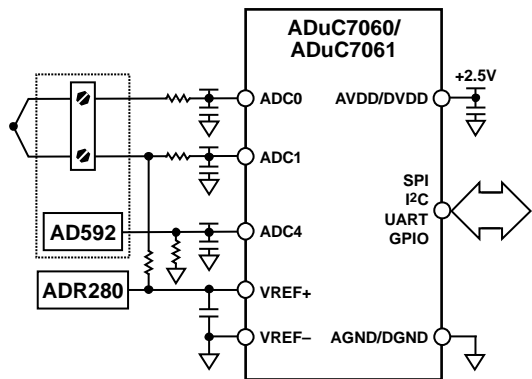 ADuC7060/
ADuC7061
+2.5V
ADC0
AVDD/DVDD
ADC1
SPI
I²C
UART
GPIO
AD592
ADC4
ADR280
VREF+
VREF–
AGND/DGND